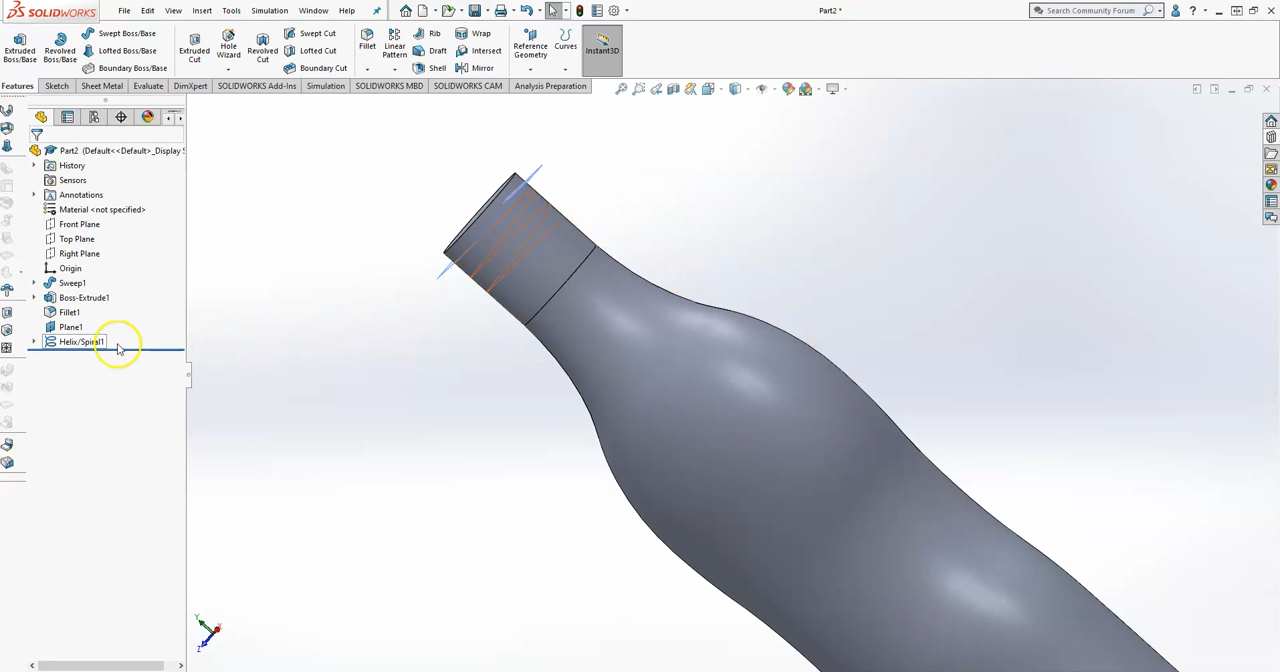 SOLIDWORKS File Edit View Insert Tools Simulation Window Help Part2 * Search Community Forum ?
Extruded Boss/Base
Revolved Boss/Base
Swept Boss/Base
Lofted Boss/Base
Boundary Boss/Base
Extruded Cut
Hole Wizard
Revolved Cut
Swept Cut
Lofted Cut
Boundary Cut
Fillet
Linear Pattern
Rib
Draft
Shell
Wrap
Intersect
Mirror
Reference Geometry
Curves
Instant3D
Features Sketch Sheet Metal Evaluate DimXpert SOLIDWORKS Add-Ins Simulation SOLIDWORKS MBD SOLIDWORKS CAM Analysis Preparation
Part2 (Default<<Default>_Display S
History
Sensors
Annotations
Material <not specified>
Front Plane
Top Plane
Right Plane
Origin
Sweep1
Boss-Extrude1
Fillet1
Plane1
Helix/Spiral1
Y
X
Z